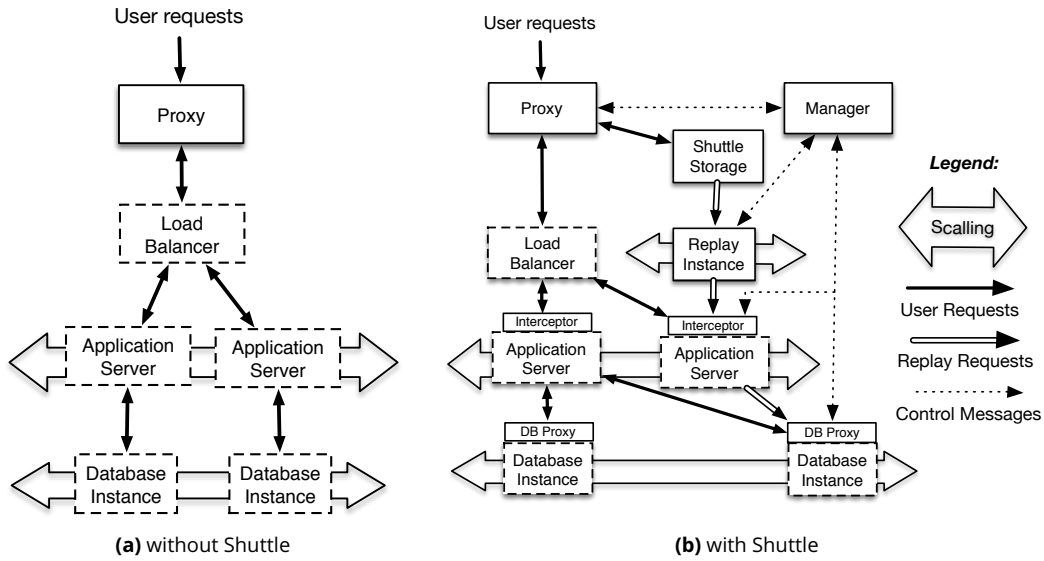 User requests
Proxy
Load
Balancer
Application
Server
Application
Server
Database
Instance
Database
Instance
(a) without Shuttle
User requests
Proxy
Manager
Shuttle
Storage
Load
Balancer
Replay
Instance
Interceptor
Application
Server
Interceptor
Application
Server
DB Proxy
Database
Instance
DB Proxy
Database
Instance
(b) with Shuttle
Legend:
Scalling
User Requests
Replay Requests
Control Messages